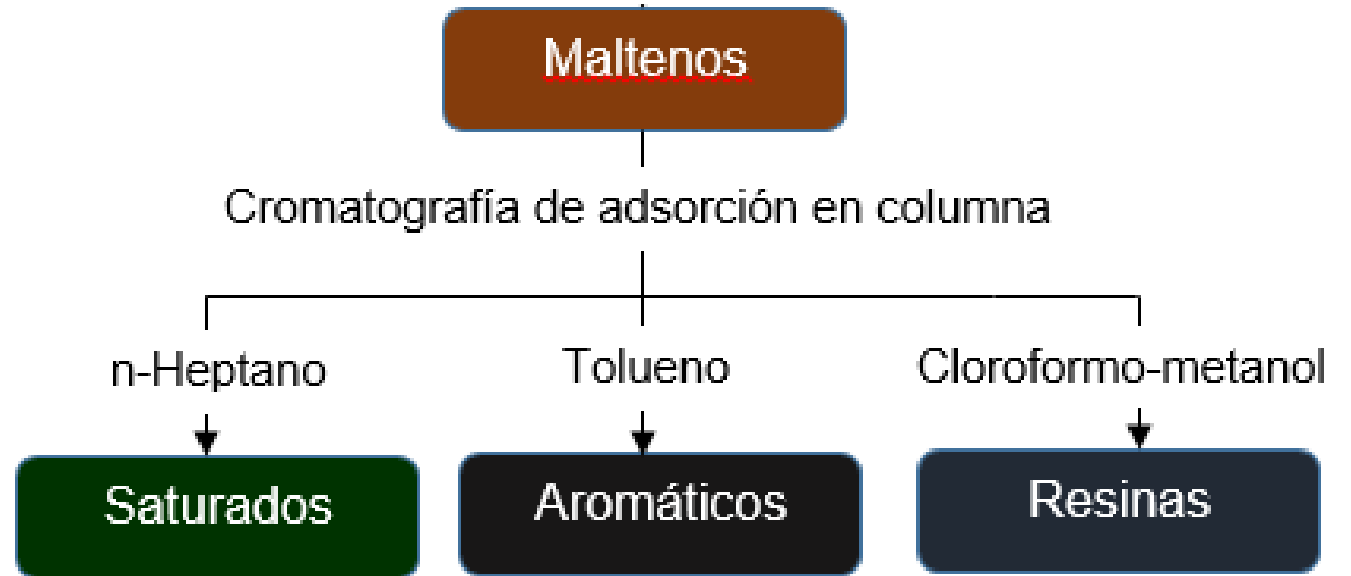 Maltenos
Cromatografía de adsorción en columna
n-Heptano
Tolueno
Cloroformo-metanol
Saturados
Aromáticos
Resinas